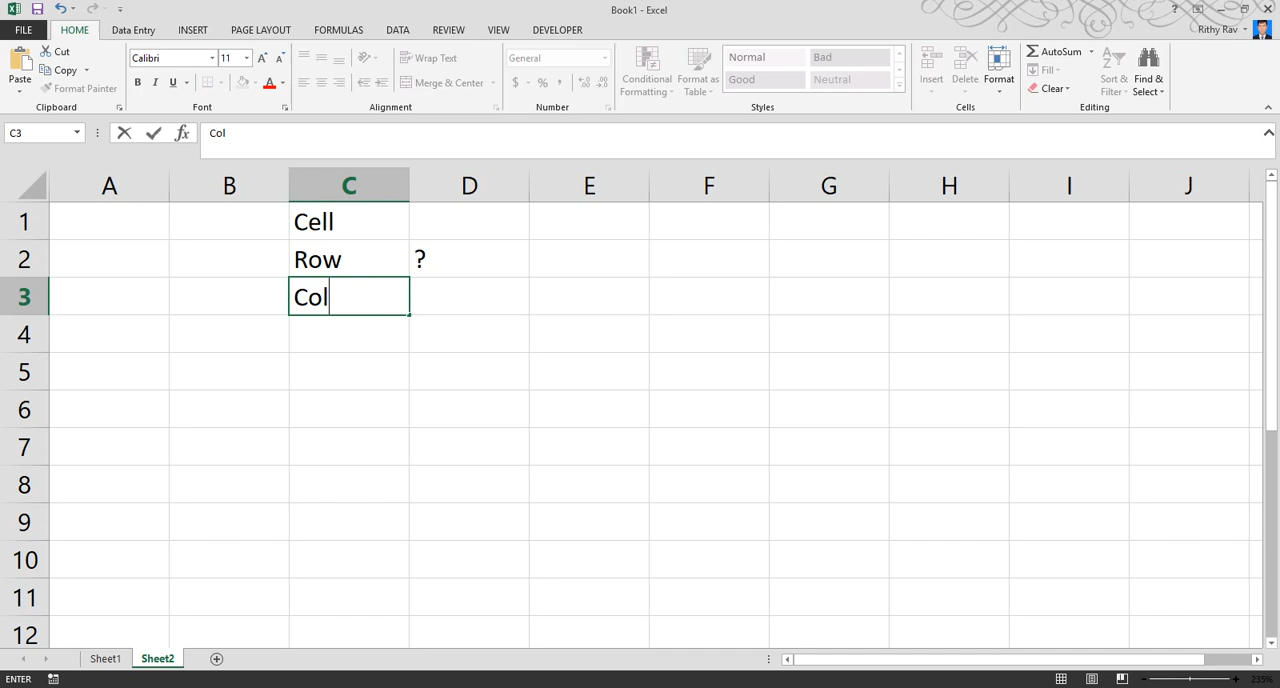 Book1 - Excel
?
FILE HOME Data Entry INSERT PAGE LAYOUT FORMULAS DATA REVIEW VIEW DEVELOPER Rithy Rav
Paste Cut Copy Format Painter Clipboard
Calibri 11 A A B I U A Font
Wrap Text Merge & Center Alignment
General $ % , .0 .00 Number
Conditional Formatting Format as Table Normal Bad Good Neutral Styles
Insert Delete Format Cells
AutoSum Fill Clear Sort & Filter Find & Select Editing
C3 fx Col
A B C D E F G H I J
1 Cell
2 Row ?
3 Col
4
5
6
7
8
9
10
11
12
Sheet1 Sheet2
ENTER 235%